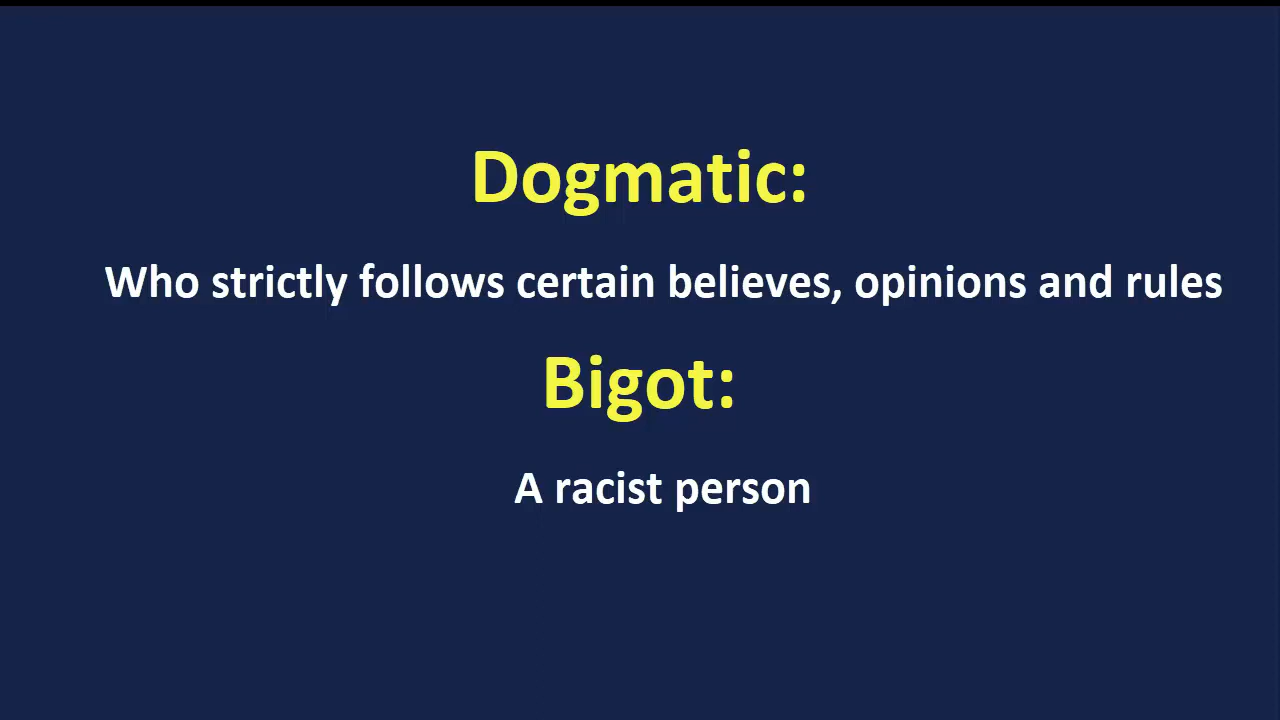 Dogmatic:
Who strictly follows certain believes, opinions and rules
Bigot:
A racist person